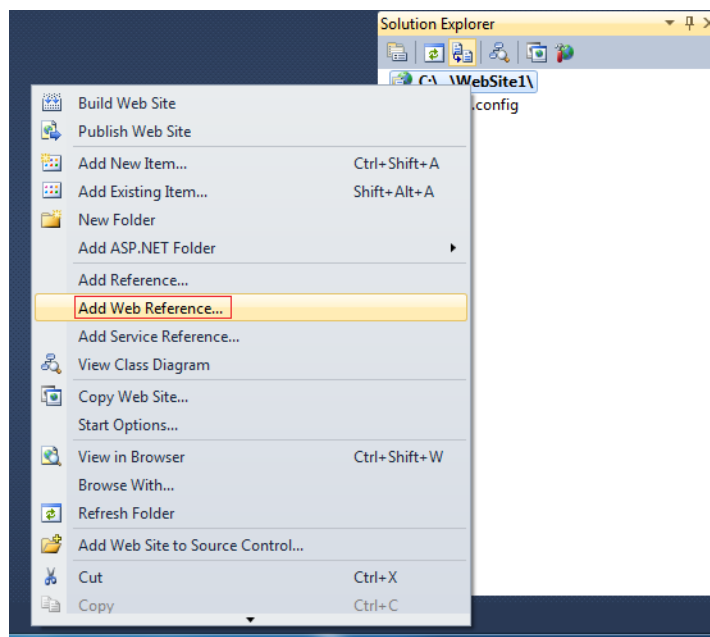 Solution Explorer
C:\...\WebSite1\
.config
Build Web Site
Publish Web Site
Add New Item... Ctrl+Shift+A
Add Existing Item... Shift+Alt+A
New Folder
Add ASP.NET Folder
Add Reference...
Add Web Reference...
Add Service Reference...
View Class Diagram
Copy Web Site...
Start Options...
View in Browser Ctrl+Shift+W
Browse With...
Refresh Folder
Add Web Site to Source Control...
Cut Ctrl+X
Copy Ctrl+C